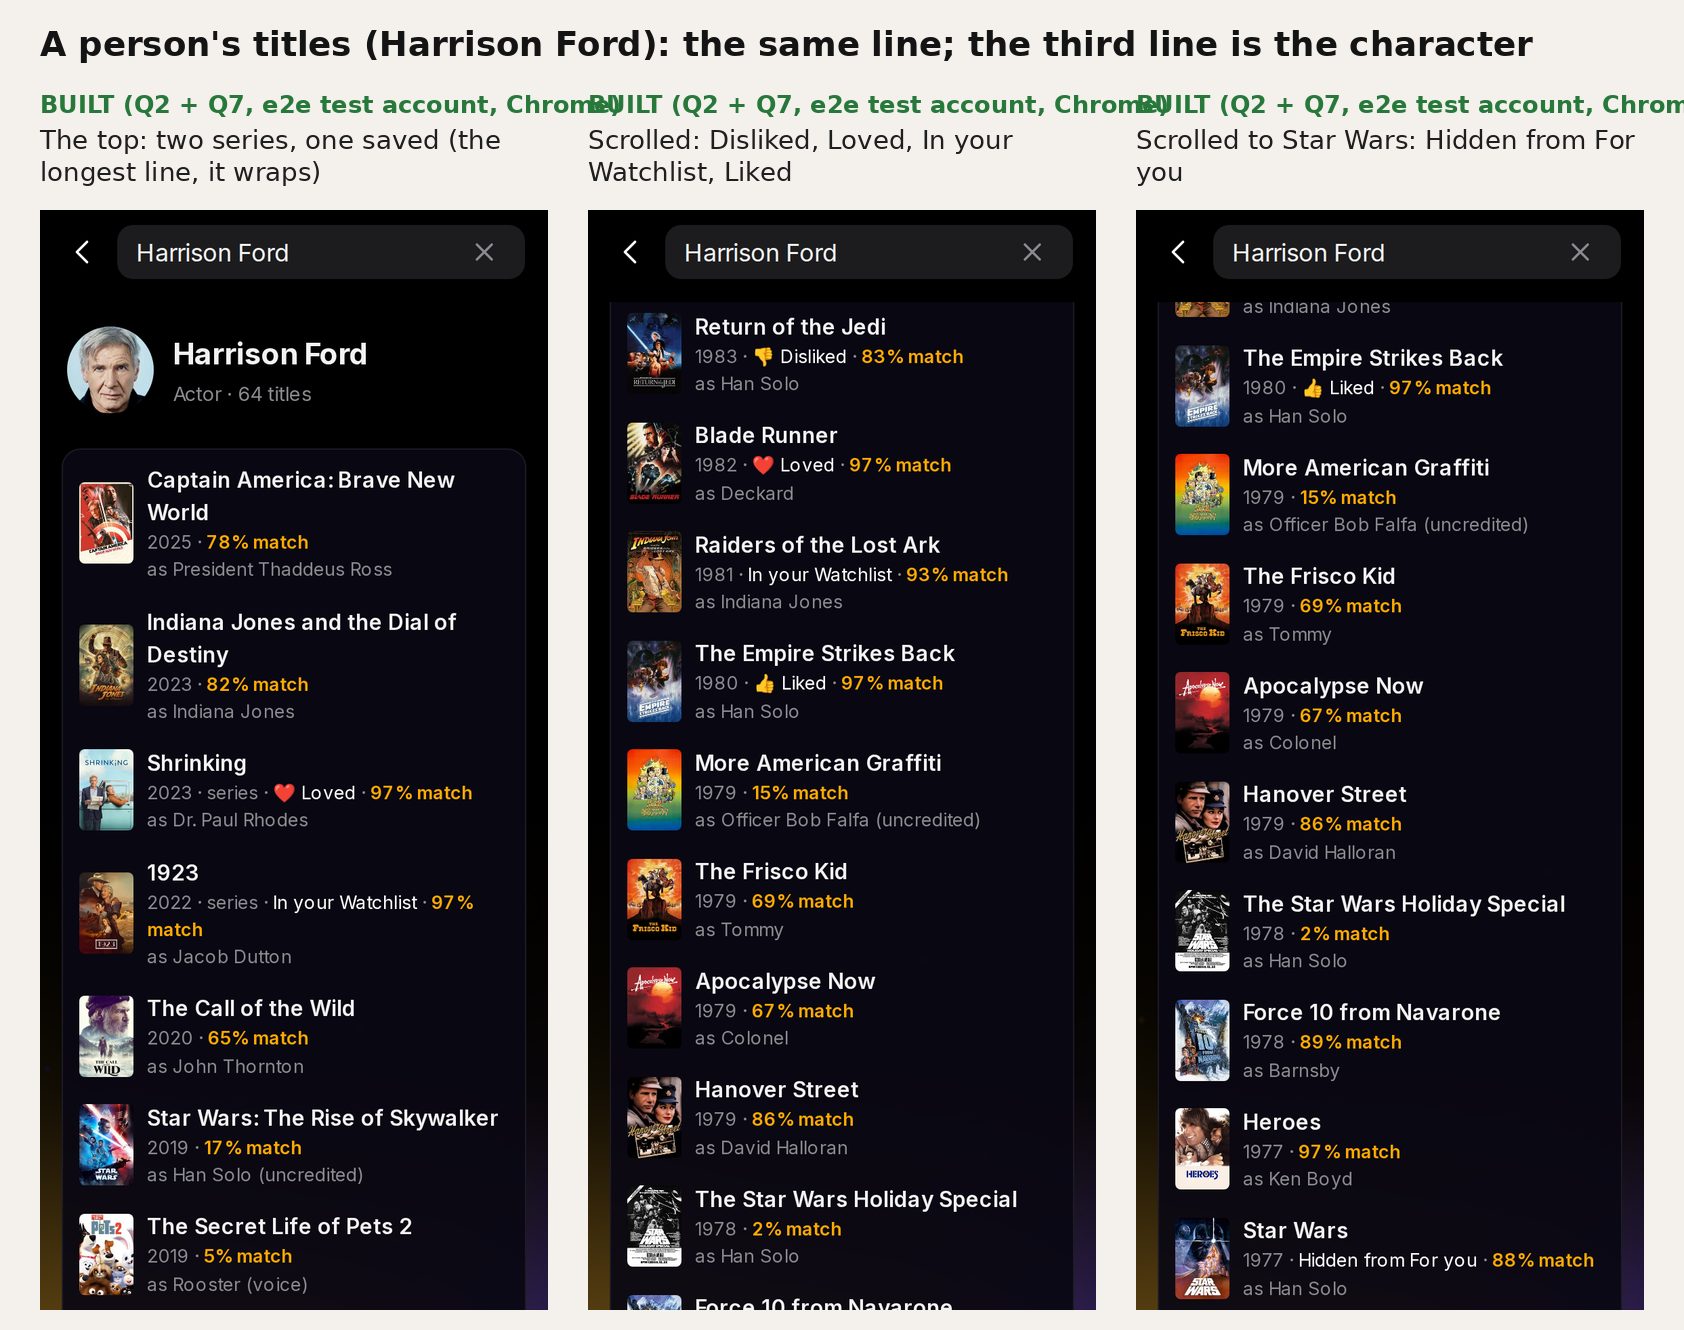 A person's titles (Harrison Ford): the same line; the third line is the character
BUILT (Q2 + Q7, e2e test account, Chrome)
The top: two series, one saved (the
longest line, it wraps)
Harrison Ford
Harrison Ford
Actor · 64 titles
Captain America: Brave New
World
2025 · 78% match
as President Thaddeus Ross
Indiana Jones and the Dial of
Destiny
2023 · 82% match
as Indiana Jones
SHRINKING
Shrinking
2023 · series · ❤️ Loved · 97% match
as Dr. Paul Rhodes
1923
1923
2022 · series · In your Watchlist · 97%
match
as Jacob Dutton
The Call of the Wild
2020 · 65% match
as John Thornton
Star Wars: The Rise of Skywalker
2019 · 17% match
as Han Solo (uncredited)
The Secret Life of Pets 2
2019 · 5% match
as Rooster (voice)
BUILT (Q2 + Q7, e2e test account, Chrome)
Scrolled: Disliked, Loved, In your
Watchlist, Liked
Harrison Ford
Return of the Jedi
1983 · 👎 Disliked · 83% match
as Han Solo
Blade Runner
1982 · ❤️ Loved · 97% match
as Deckard
Raiders of the Lost Ark
1981 · In your Watchlist · 93% match
as Indiana Jones
The Empire Strikes Back
1980 · 👍 Liked · 97% match
as Han Solo
More American Graffiti
1979 · 15% match
as Officer Bob Falfa (uncredited)
The Frisco Kid
1979 · 69% match
as Tommy
Apocalypse Now
1979 · 67% match
as Colonel
Hanover Street
1979 · 86% match
as David Halloran
The Star Wars Holiday Special
1978 · 2% match
as Han Solo
Force 10 from Navarone
BUILT (Q2 + Q7, e2e test account, Chrom
Scrolled to Star Wars: Hidden from For
you
Harrison Ford
as Indiana Jones
The Empire Strikes Back
1980 · 👍 Liked · 97% match
as Han Solo
More American Graffiti
1979 · 15% match
as Officer Bob Falfa (uncredited)
The Frisco Kid
1979 · 69% match
as Tommy
Apocalypse Now
1979 · 67% match
as Colonel
Hanover Street
1979 · 86% match
as David Halloran
The Star Wars Holiday Special
1978 · 2% match
as Han Solo
Force 10 from Navarone
1978 · 89% match
as Barnsby
HEROES
Heroes
1977 · 97% match
as Ken Boyd
Star Wars
1977 · Hidden from For you · 88% match
as Han Solo